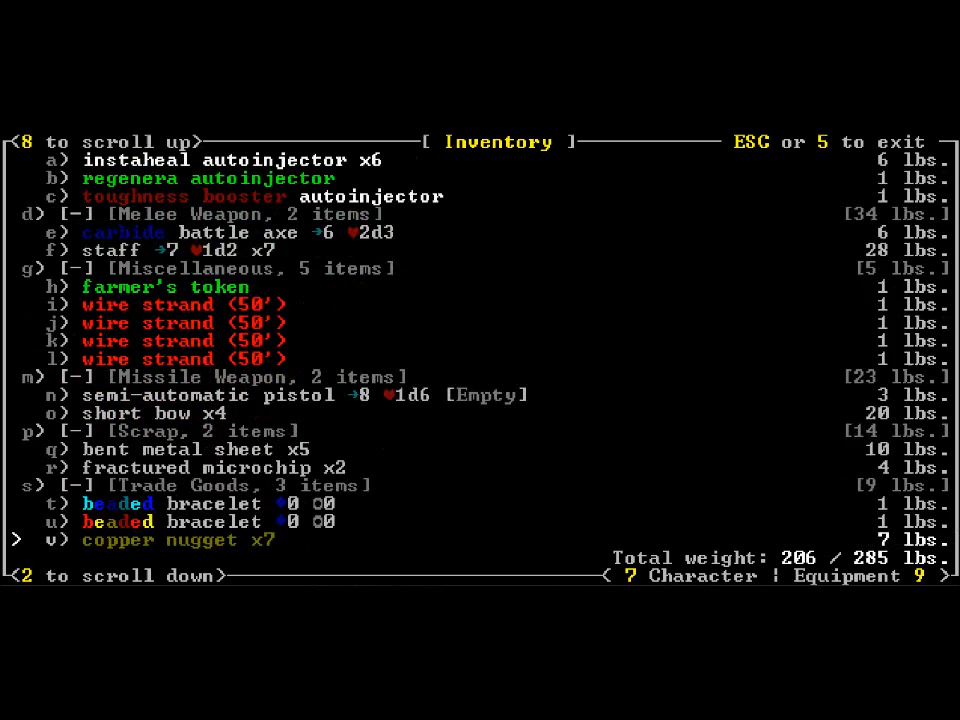 <8 to scroll up> [ Inventory ] ESC or 5 to exit
a) instaheal autoinjector x6 6 lbs.
b) regenera autoinjector 1 lbs.
c) toughness booster autoinjector 1 lbs.
d) [-] [Melee Weapon, 2 items] [34 lbs.]
e) carbide battle axe →6 ♥2d3 6 lbs.
f) staff →7 ♥1d2 x7 28 lbs.
g) [-] [Miscellaneous, 5 items] [5 lbs.]
h) farmer's token 1 lbs.
i) wire strand (50') 1 lbs.
j) wire strand (50') 1 lbs.
k) wire strand (50') 1 lbs.
l) wire strand (50') 1 lbs.
m) [-] [Missile Weapon, 2 items] [23 lbs.]
n) semi-automatic pistol →8 ♥1d6 [Empty] 3 lbs.
o) short bow x4 20 lbs.
p) [-] [Scrap, 2 items] [14 lbs.]
q) bent metal sheet x5 10 lbs.
r) fractured microchip x2 4 lbs.
s) [-] [Trade Goods, 3 items] [9 lbs.]
t) beaded bracelet ♦0 ○0 1 lbs.
u) beaded bracelet ♦0 ○0 1 lbs.
> v) copper nugget x7 7 lbs.
Total weight: 206 / 285 lbs.
<2 to scroll down> < 7 Character | Equipment 9 >